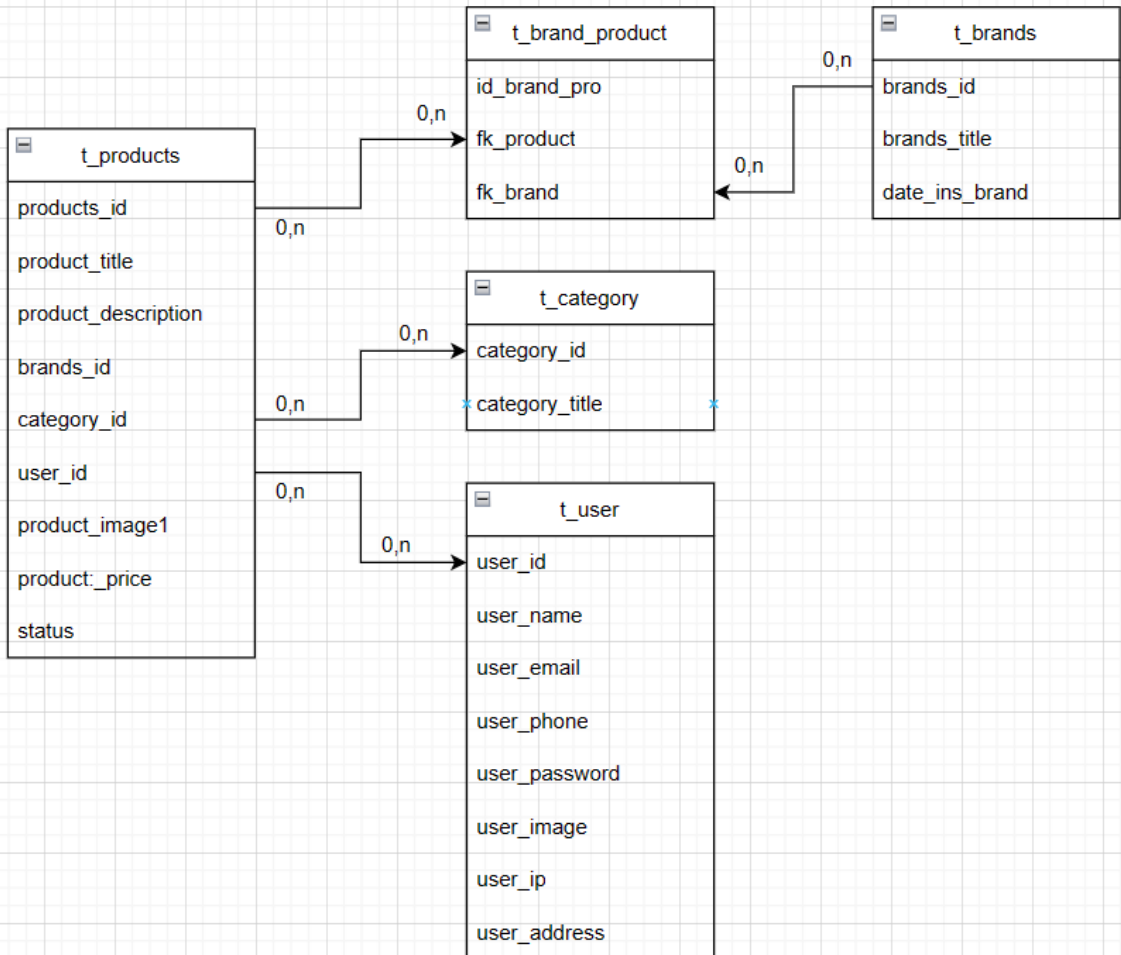 t_brand_product
id_brand_pro
fk_product
fk_brand
t_brands
brands_id
brands_title
date_ins_brand
0,n
0,n
0,n
0,n
t_products
products_id
product_title
product_description
brands_id
category_id
user_id
product_image1
product:_price
status
t_category
category_id
category_title
0,n
0,n
t_user
user_id
user_name
user_email
user_phone
user_password
user_image
user_ip
user_address
0,n
0,n